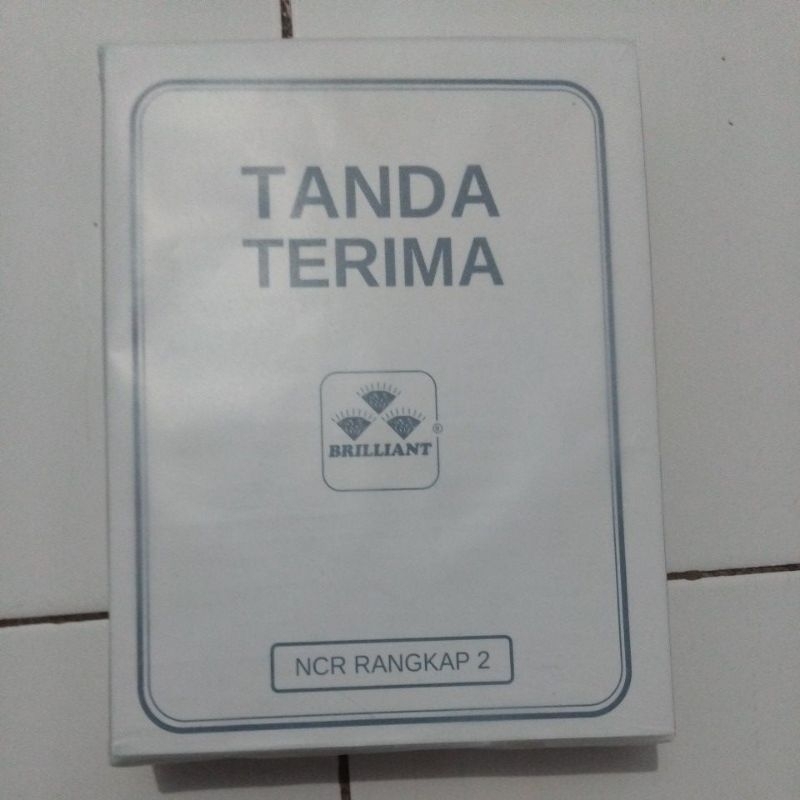 TANDA
TERIMA
BRILLIANT ®
NCR RANGKAP 2